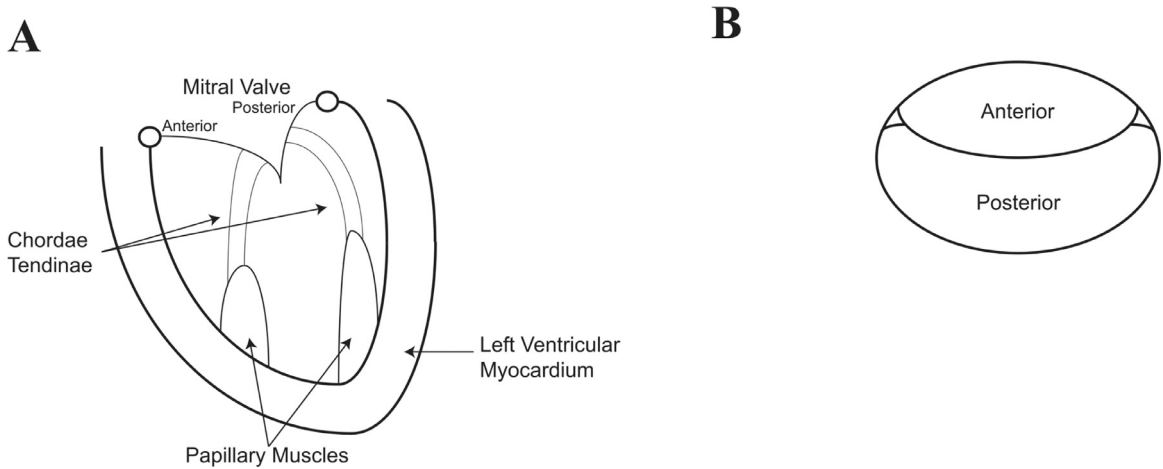 A
Mitral Valve
Posterior
Anterior
Chordae
Tendinae
Left Ventricular
Myocardium
Papillary Muscles
B
Anterior
Posterior